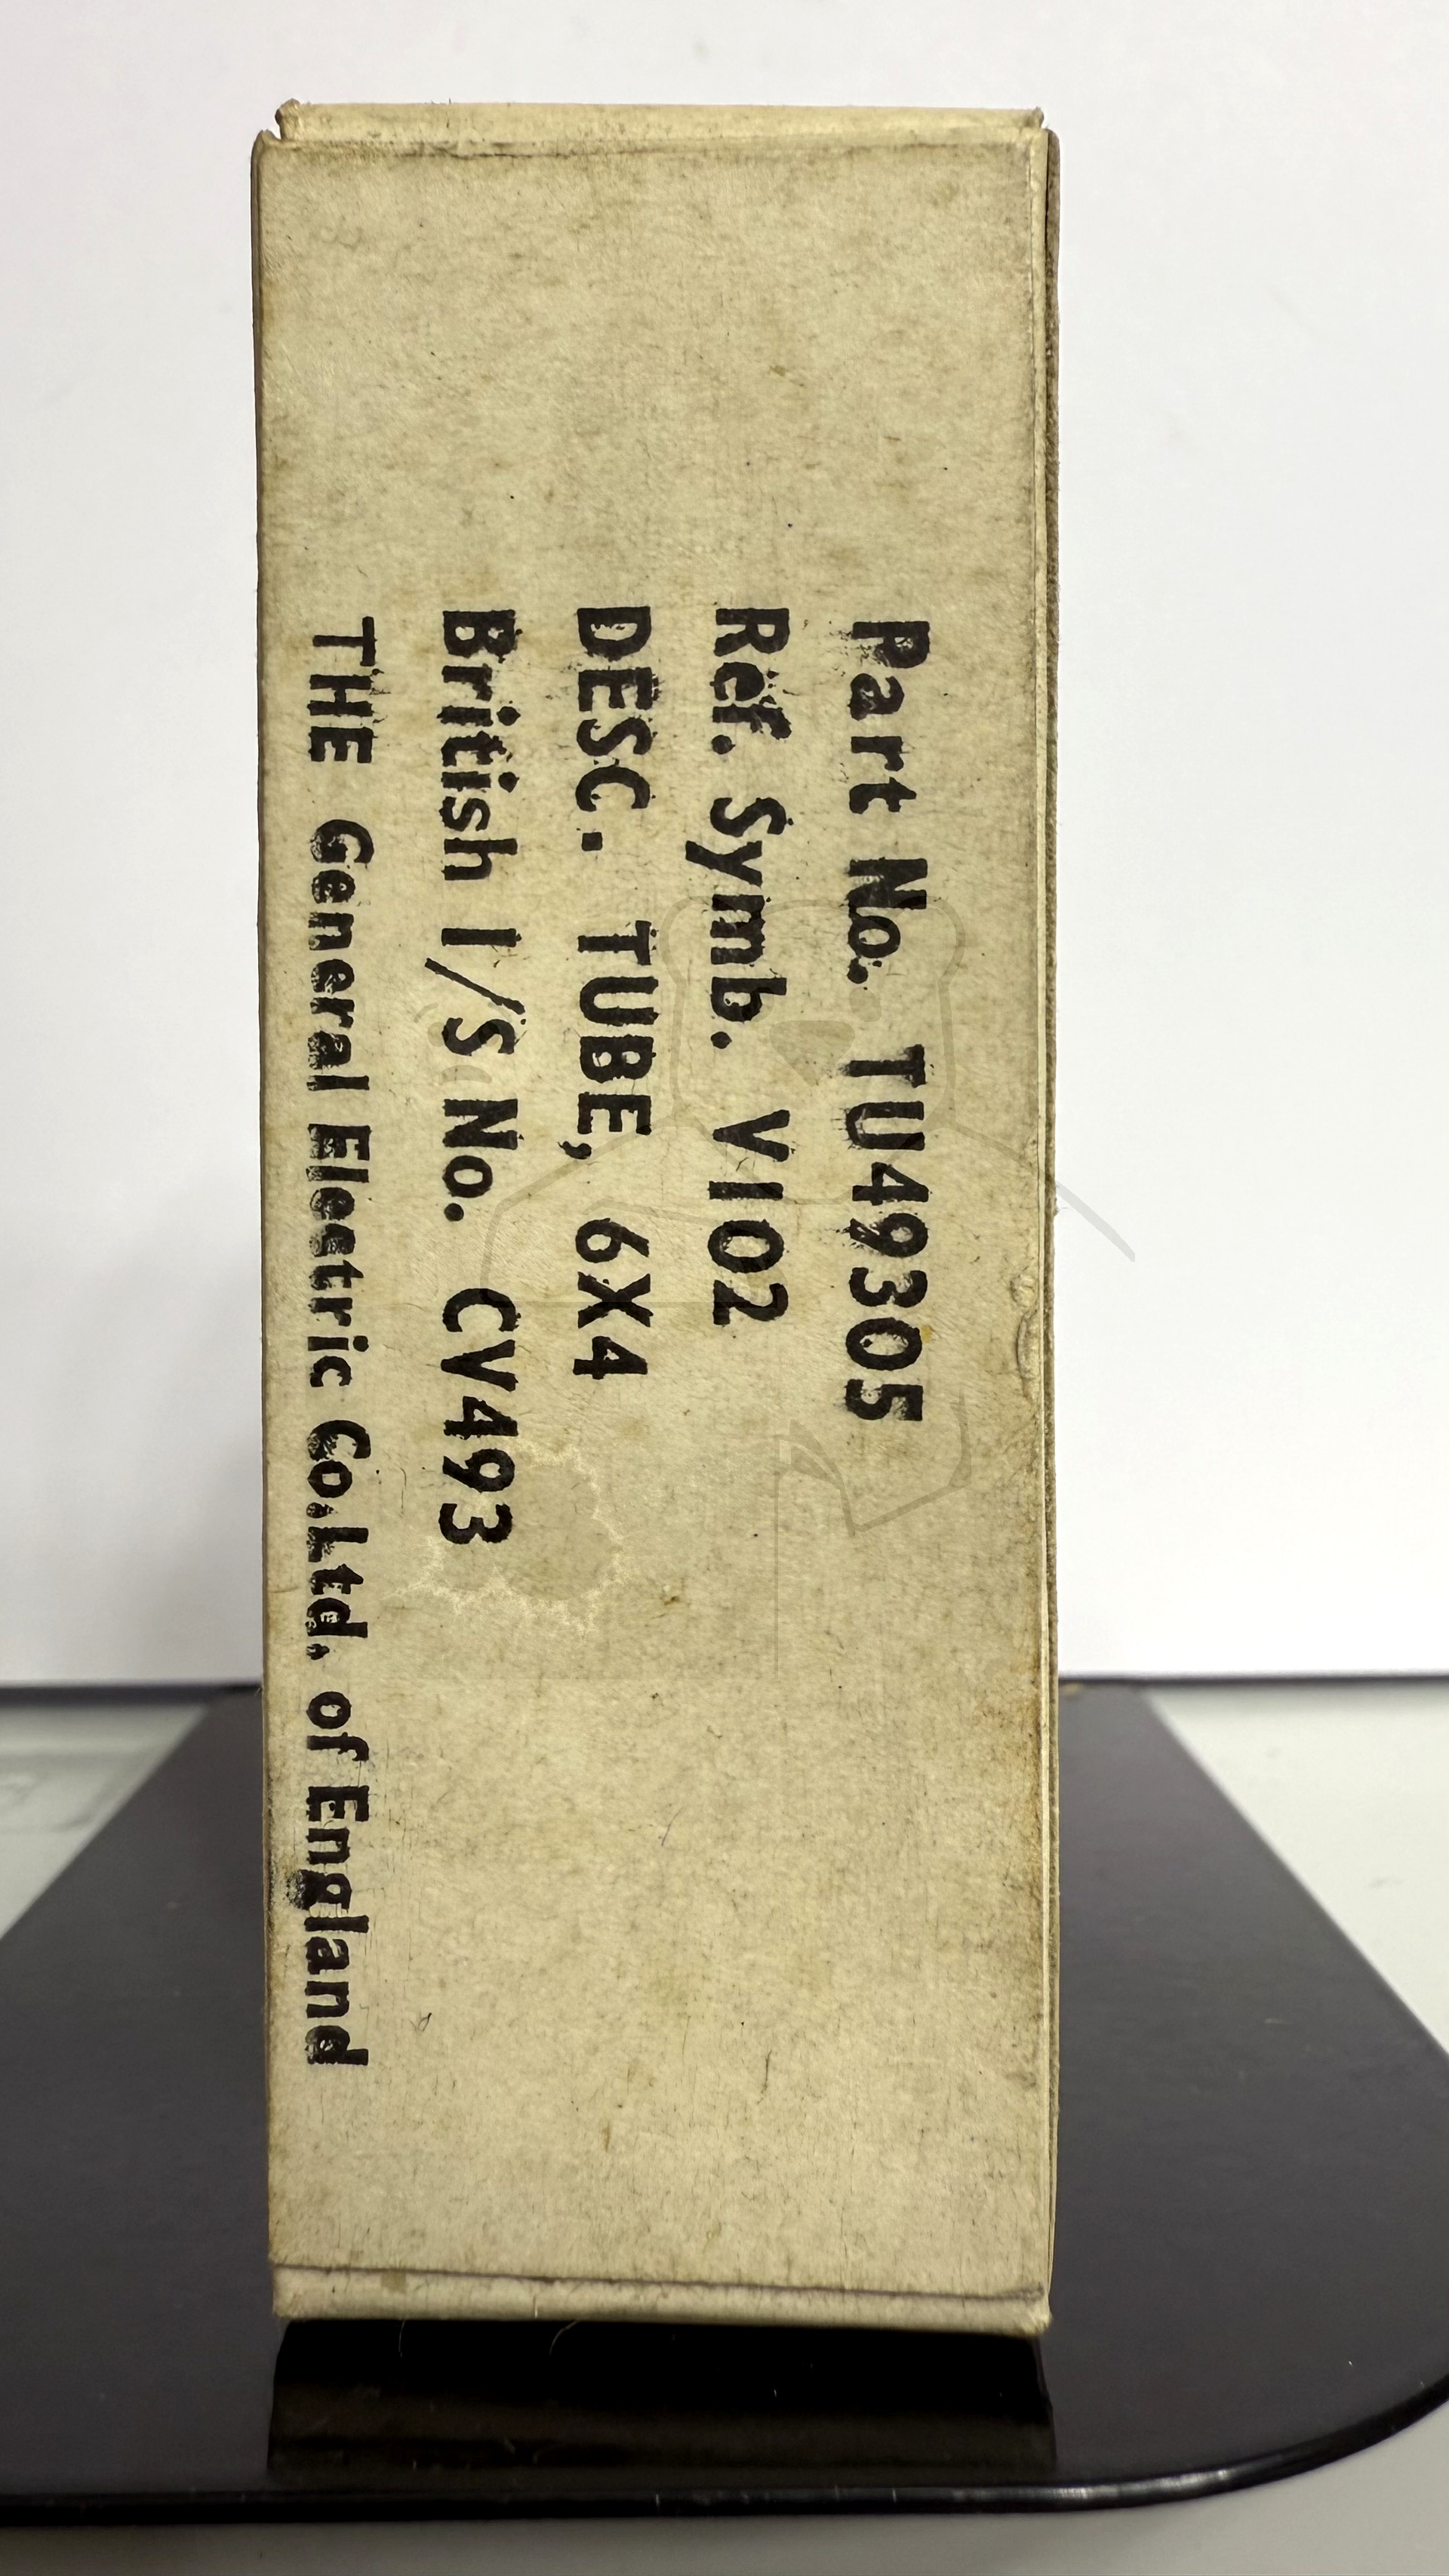 Part No. TU49305
Ref. Symb. V102
DESC. TUBE, 6X4
British I/S No. CV493
THE General Electric Co.Ltd. of England